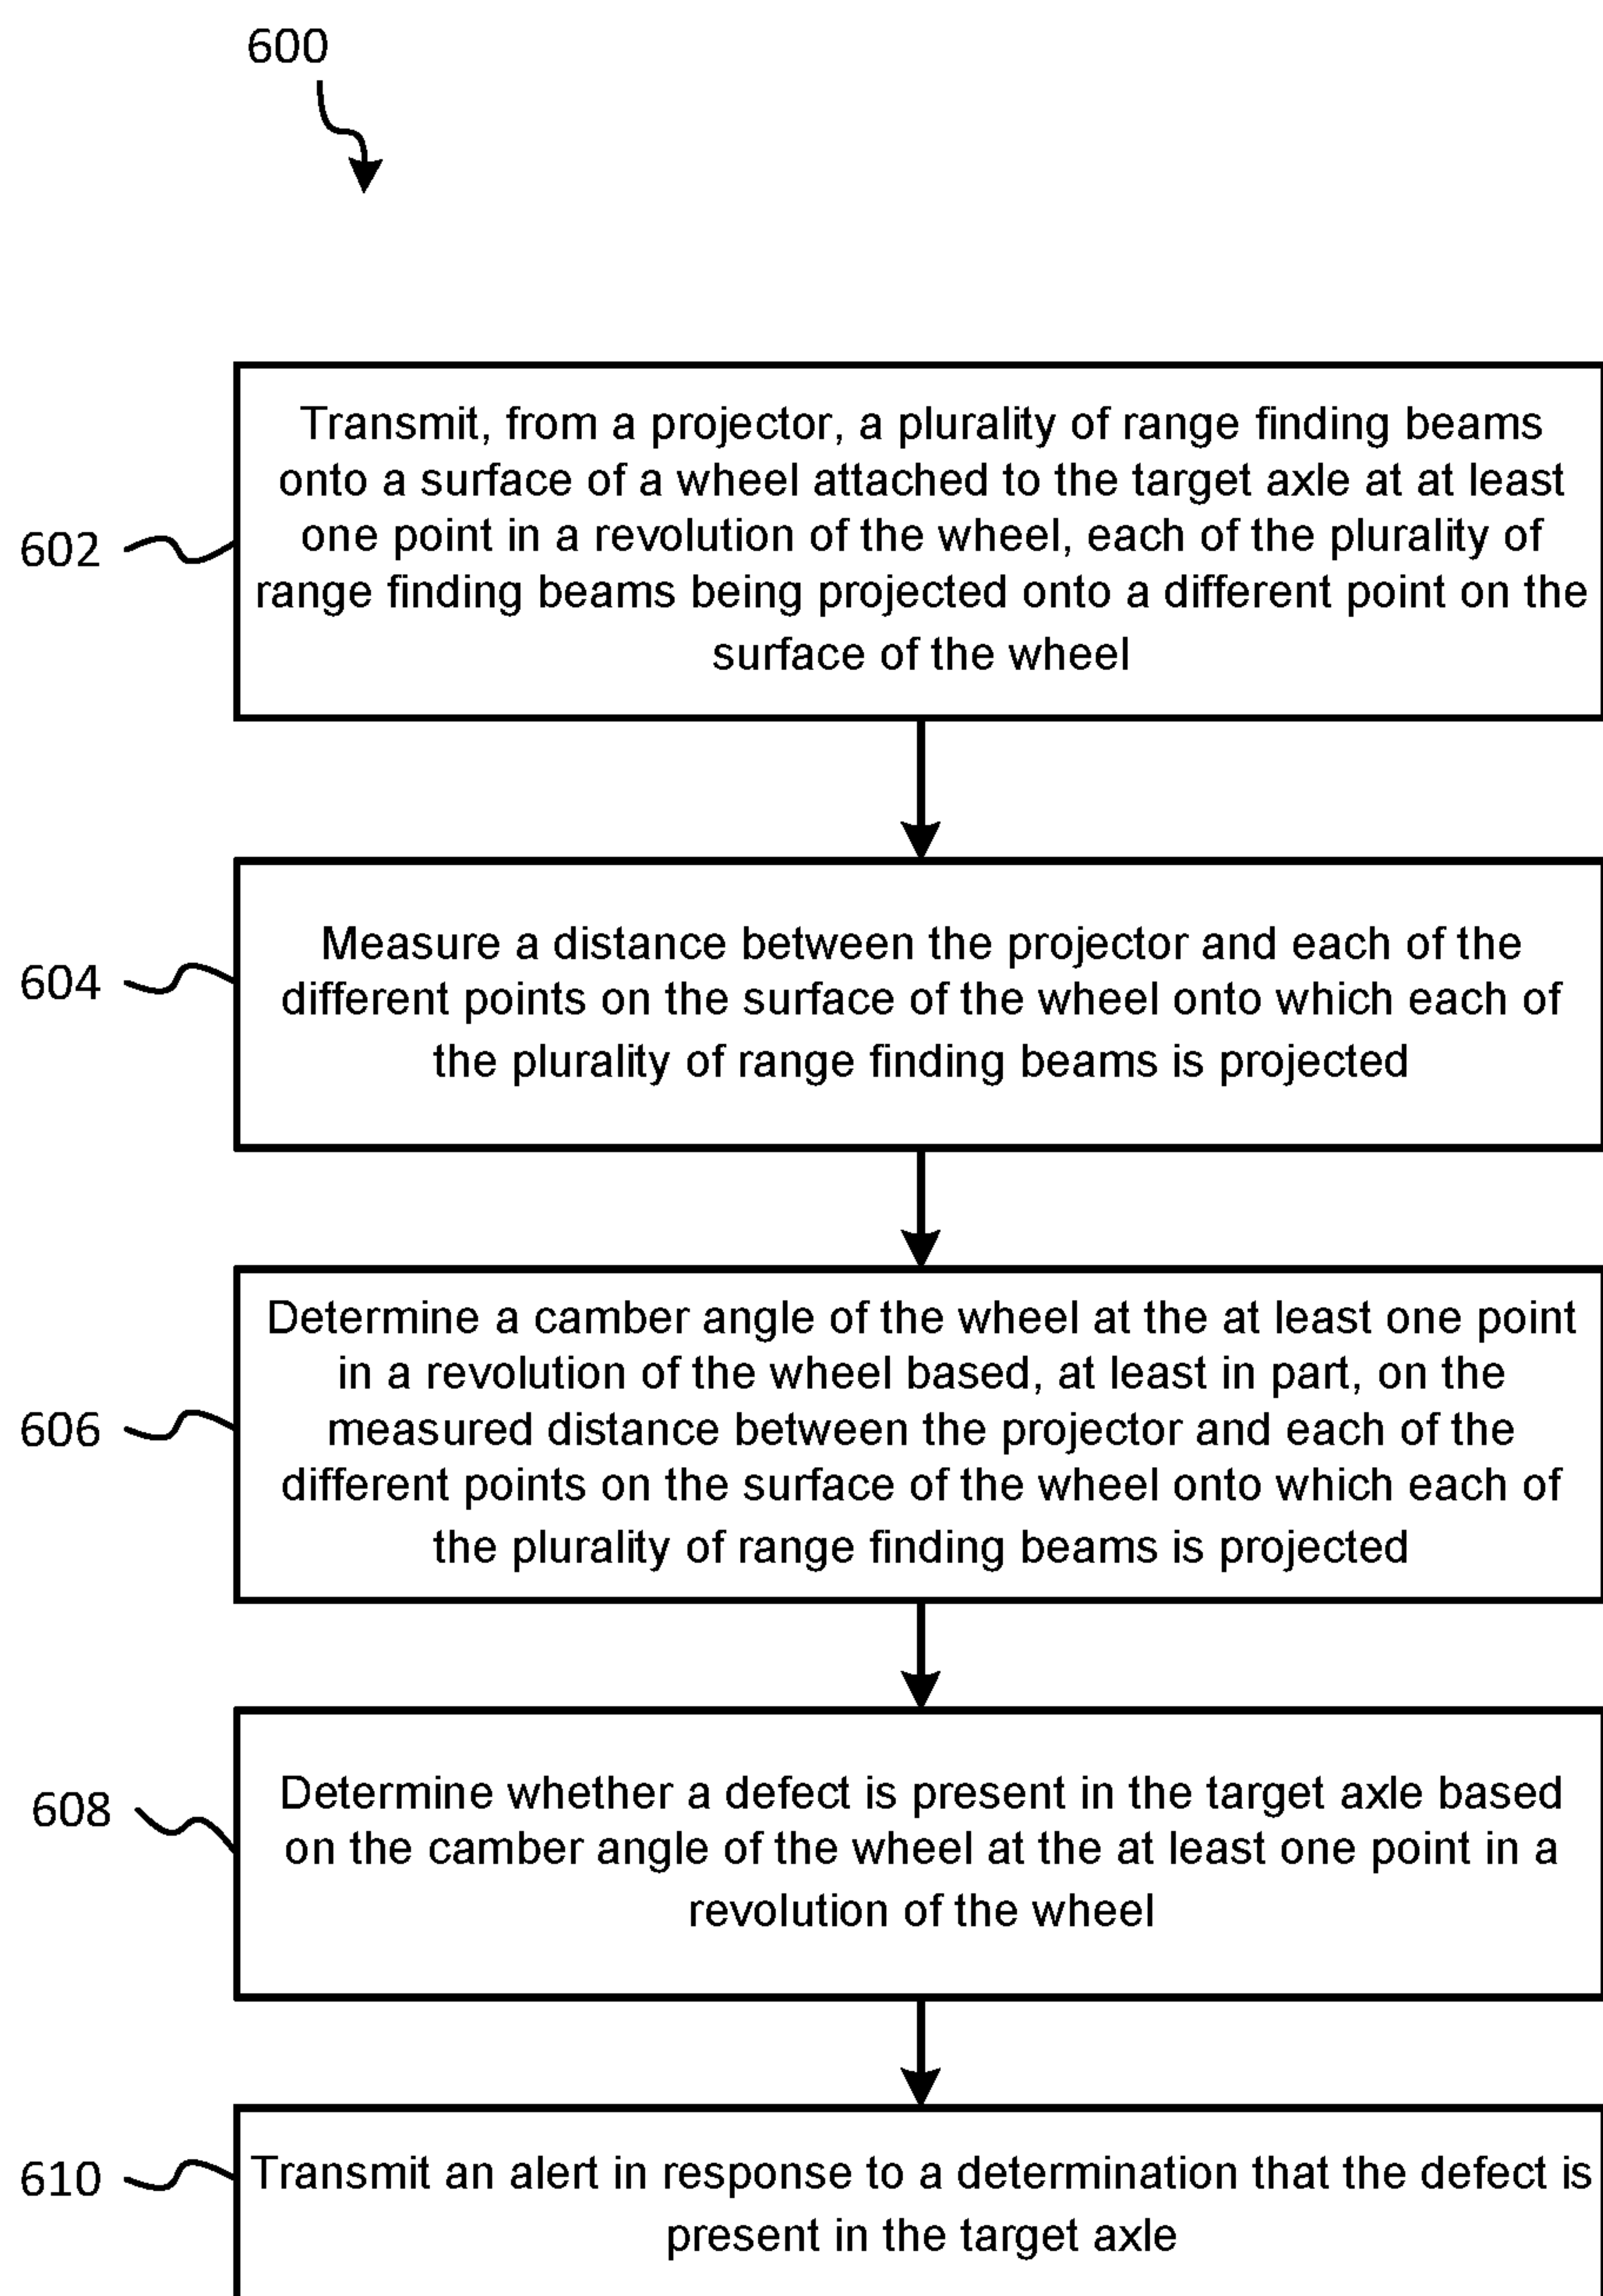 600
Transmit, from a projector, a plurality of range finding beams
onto a surface of a wheel attached to the target axle at at least
one point in a revolution of the wheel, each of the plurality of
range finding beams being projected onto a different point on the
surface of the wheel
602
Measure a distance between the projector and each of the
different points on the surface of the wheel onto which each of
the plurality of range finding beams is projected
604
Determine a camber angle of the wheel at the at least one point
in a revolution of the wheel based, at least in part, on the
measured distance between the projector and each of the
different points on the surface of the wheel onto which each of
the plurality of range finding beams is projected
606
Determine whether a defect is present in the target axle based
on the camber angle of the wheel at the at least one point in a
revolution of the wheel
608
Transmit an alert in response to a determination that the defect is
present in the target axle
610